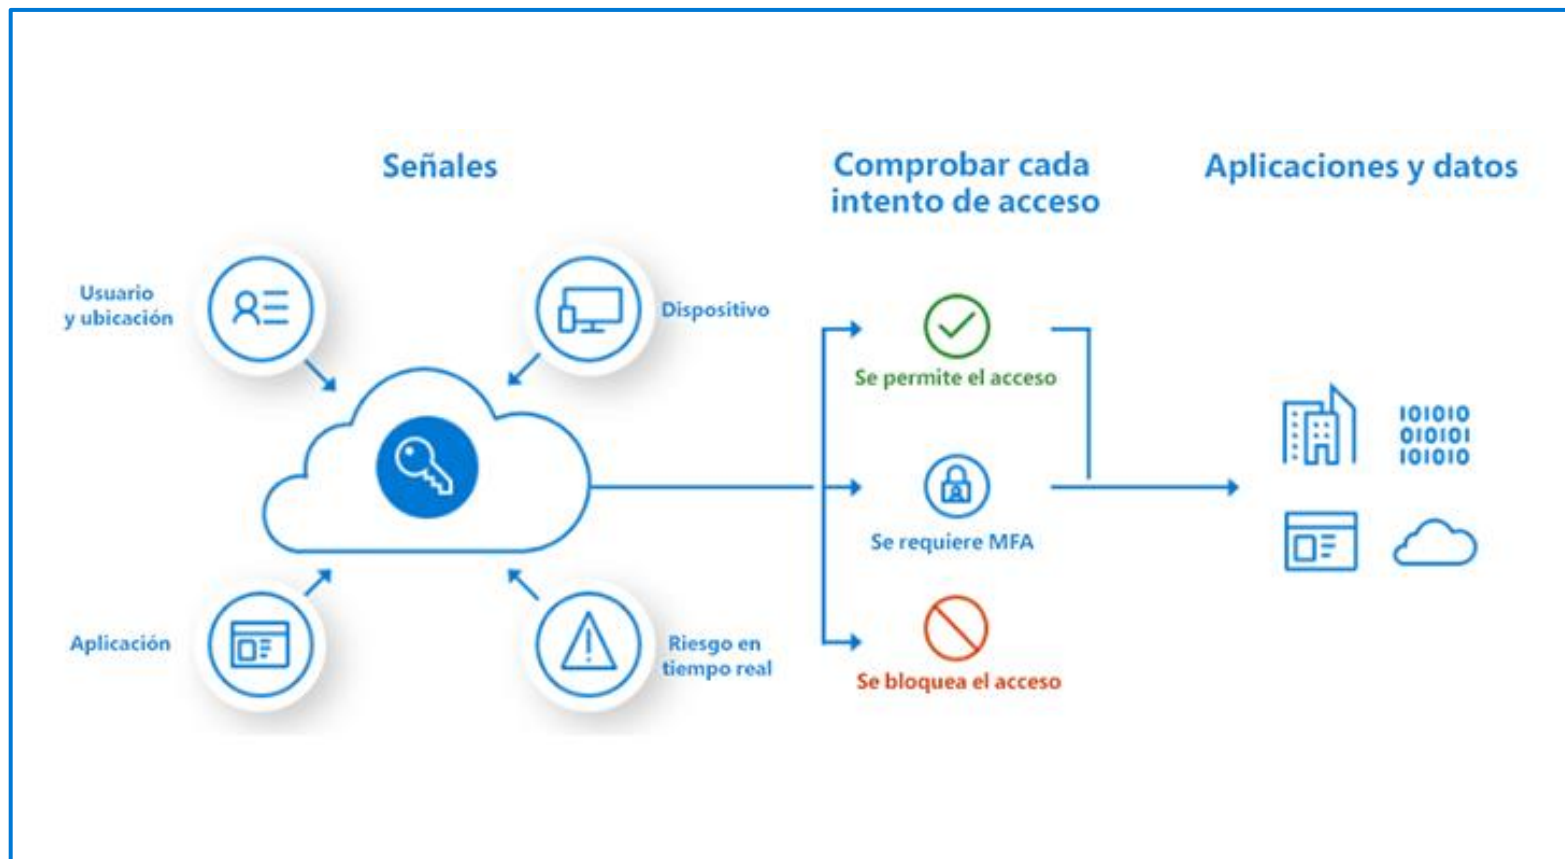 Señales
Comprobar cada
intento de acceso
Aplicaciones y datos
Usuario
y ubicación
Dispositivo
Se permite el acceso
101010
010101
101010
Se requiere MFA
Aplicación
Riesgo en
tiempo real
Se bloquea el acceso